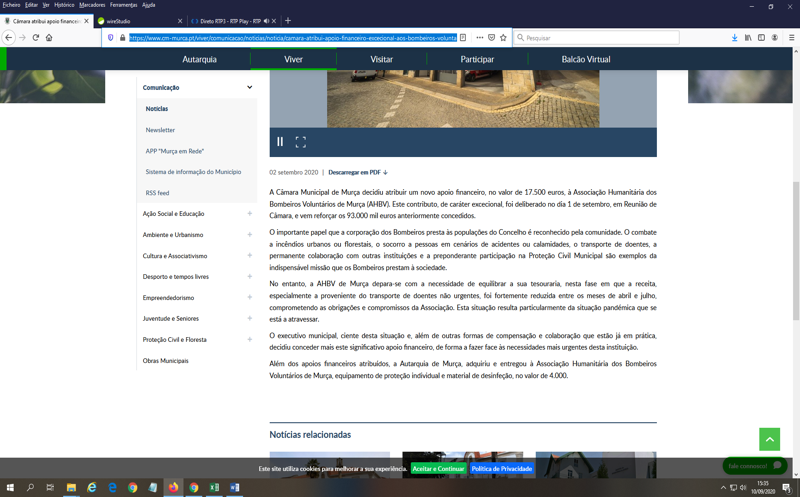 Ficheiro Editar Ver Histórico Marcadores Ferramentas Ajuda
Câmara atribui apoio financeiro
wireStudio
Direto RTP3 - RTP Play - RTP
https://www.cm-murca.pt/viver/comunicacao/noticias/noticia/camara-atribui-apoio-financeiro-excecional-aos-bombeiros-volunta
Pesquisar
Autarquia Viver Visitar Participar Balcão Virtual
Comunicação
Notícias
Newsletter
APP "Murça em Rede"
Sistema de informação do Município
RSS feed
Ação Social e Educação
Ambiente e Urbanismo
Cultura e Associativismo
Desporto e tempos livres
Empreendedorismo
Juventude e Seniores
Proteção Civil e Floresta
Obras Municipais
02 setembro 2020 | Descarregar em PDF
A Câmara Municipal de Murça decidiu atribuir um novo apoio financeiro, no valor de 17.500 euros, à Associação Humanitária dos
Bombeiros Voluntários de Murça (AHBV). Este contributo, de caráter excecional, foi deliberado no dia 1 de setembro, em Reunião de
Câmara, e vem reforçar os 93.000 mil euros anteriormente concedidos.
O importante papel que a corporação dos Bombeiros presta às populações do Concelho é reconhecido pela comunidade. O combate
a incêndios urbanos ou florestais, o socorro a pessoas em cenários de acidentes ou calamidades, o transporte de doentes, a
permanente colaboração com outras instituições e a preponderante participação na Proteção Civil Municipal são exemplos da
indispensável missão que os Bombeiros prestam à sociedade.
No entanto, a AHBV de Murça depara-se com a necesidade de equilibrar a sua tesouraria, nesta fase em que a receita,
especialmente a proveniente do transporte de doentes não urgentes, foi fortemente reduzida entre os meses de abril e julho,
comprometendo as obrigações e compromissos da Associação. Esta situação resulta particularmente da situação pandémica que se
está a atravessar.
O executivo municipal, ciente desta situação e, além de outras formas de compensação e colaboração que estão já em prática,
decidiu conceder mais este significativo apoio financeiro, de forma a fazer face às necessidades mais urgentes desta instituição.
Além dos apoios financeiros atribuídos, a Autarquia de Murça, adquiriu e entregou à Associação Humanitária dos Bombeiros
Voluntários de Murça, equipamento de proteção individual e material de desinfeção, no valor de 4.000.
Notícias relacionadas
Este site utiliza cookies para melhorar a sua experiência. Aceitar e Continuar Política de Privacidade
Fale connosco!
15:35
10/09/2020